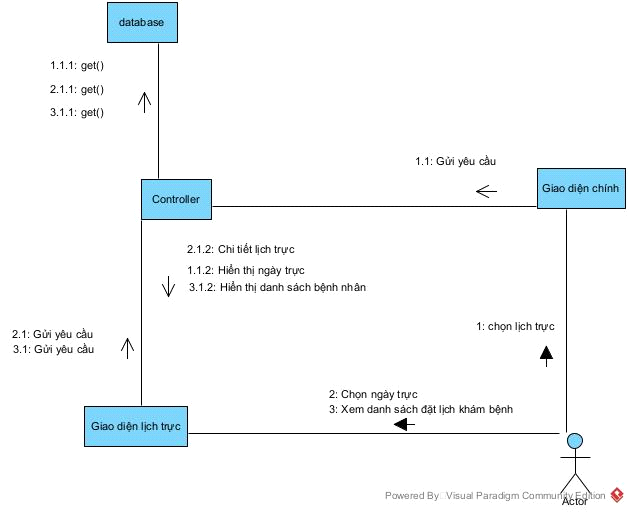 database
1.1.1: get()
2.1.1: get()
3.1.1: get()
1.1: Gửi yêu cầu
Controller
Giao diện chính
2.1.2: Chi tiết lịch trực
1.1.2: Hiển thị ngày trực
3.1.2: Hiển thị danh sách bệnh nhân
1: chọn lịch trực
2.1: Gửi yêu cầu
3.1: Gửi yêu cầu
2: Chọn ngày trực
3: Xem danh sách đặt lịch khám bệnh
Giao diện lịch trực
Powered By Visual Paradigm Community Edition
Actor